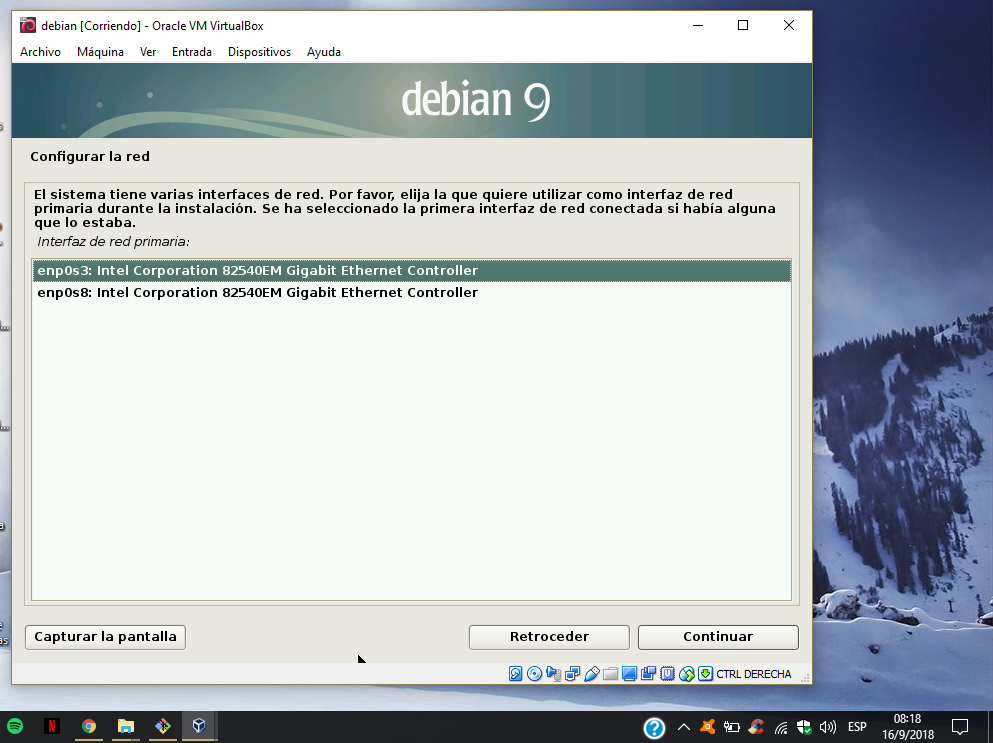 debian [Corriendo] - Oracle VM VirtualBox
Archivo Máquina Ver Entrada Dispositivos Ayuda
debian 9
Configurar la red
El sistema tiene varias interfaces de red. Por favor, elija la que quiere utilizar como interfaz de red
primaria durante la instalación. Se ha seleccionado la primera interfaz de red conectada si había alguna
que lo estaba.
Interfaz de red primaria:
enp0s3: Intel Corporation 82540EM Gigabit Ethernet Controller
enp0s8: Intel Corporation 82540EM Gigabit Ethernet Controller
Capturar la pantalla Retroceder Continuar
CTRL DERECHA
ESP
08:18
16/9/2018